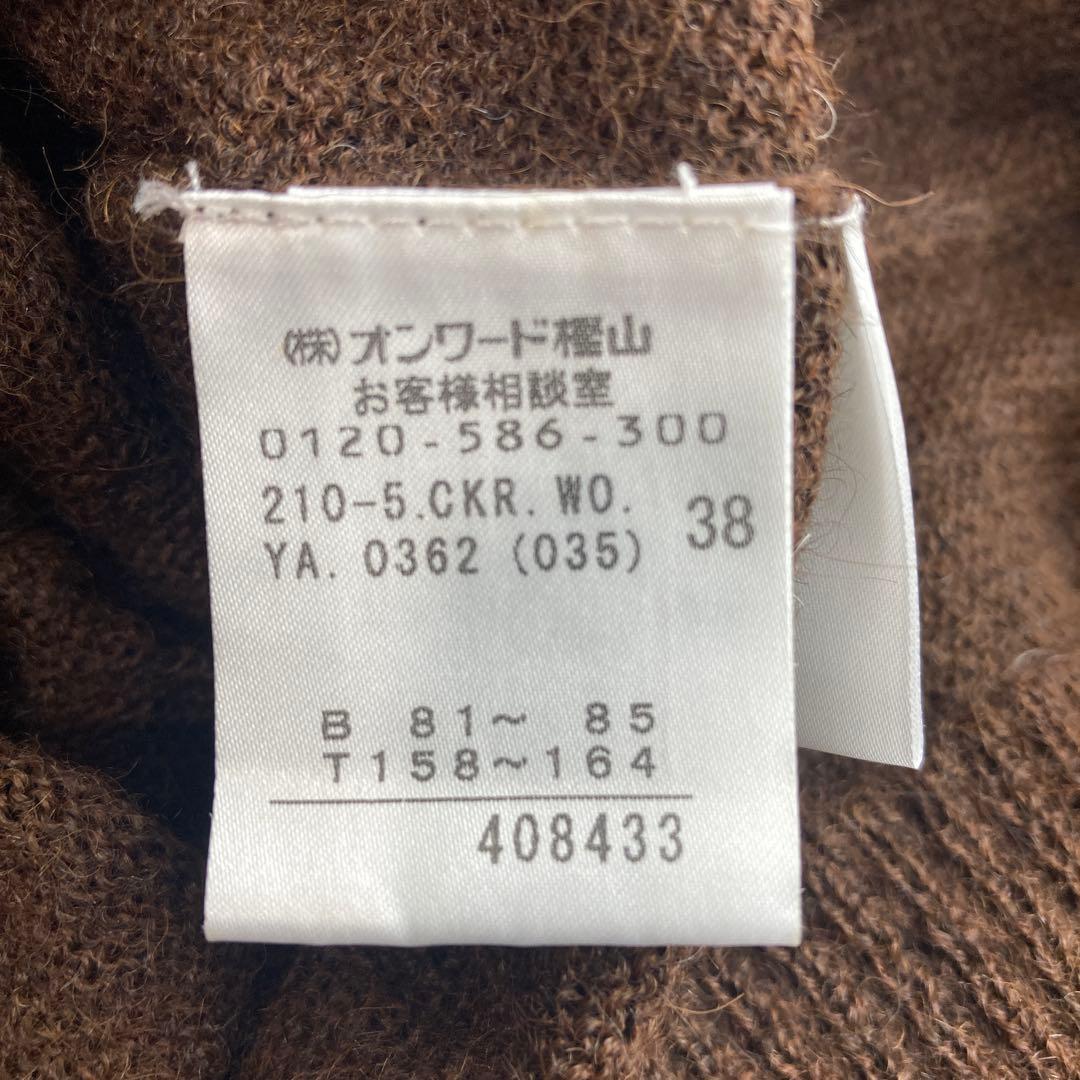 (株)オンワード樫山
お客様相談室
0120-586-300
210-5.CKR.WO.
YA. 0362 (035) 38
B 81～ 85
T158～164
408433